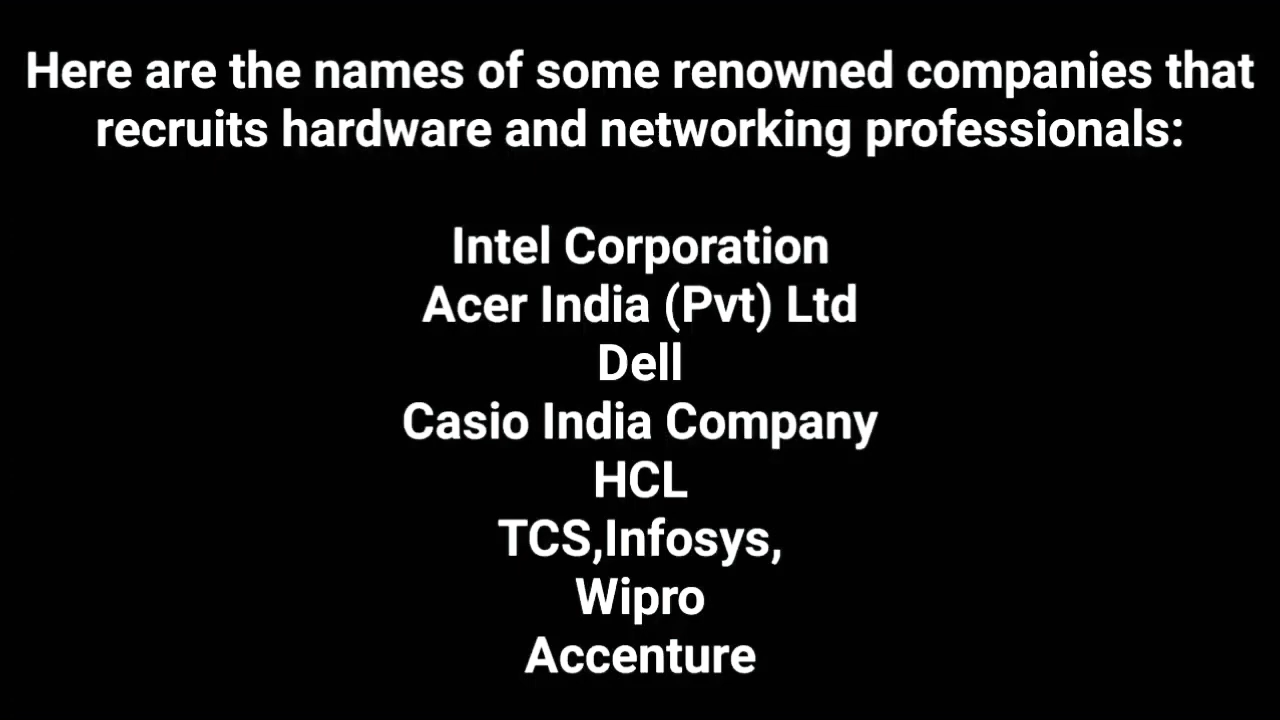 Here are the names of some renowned companies that
recruits hardware and networking professionals:
Intel Corporation
Acer India (Pvt) Ltd
Dell
Casio India Company
HCL
TCS,Infosys,
Wipro
Accenture